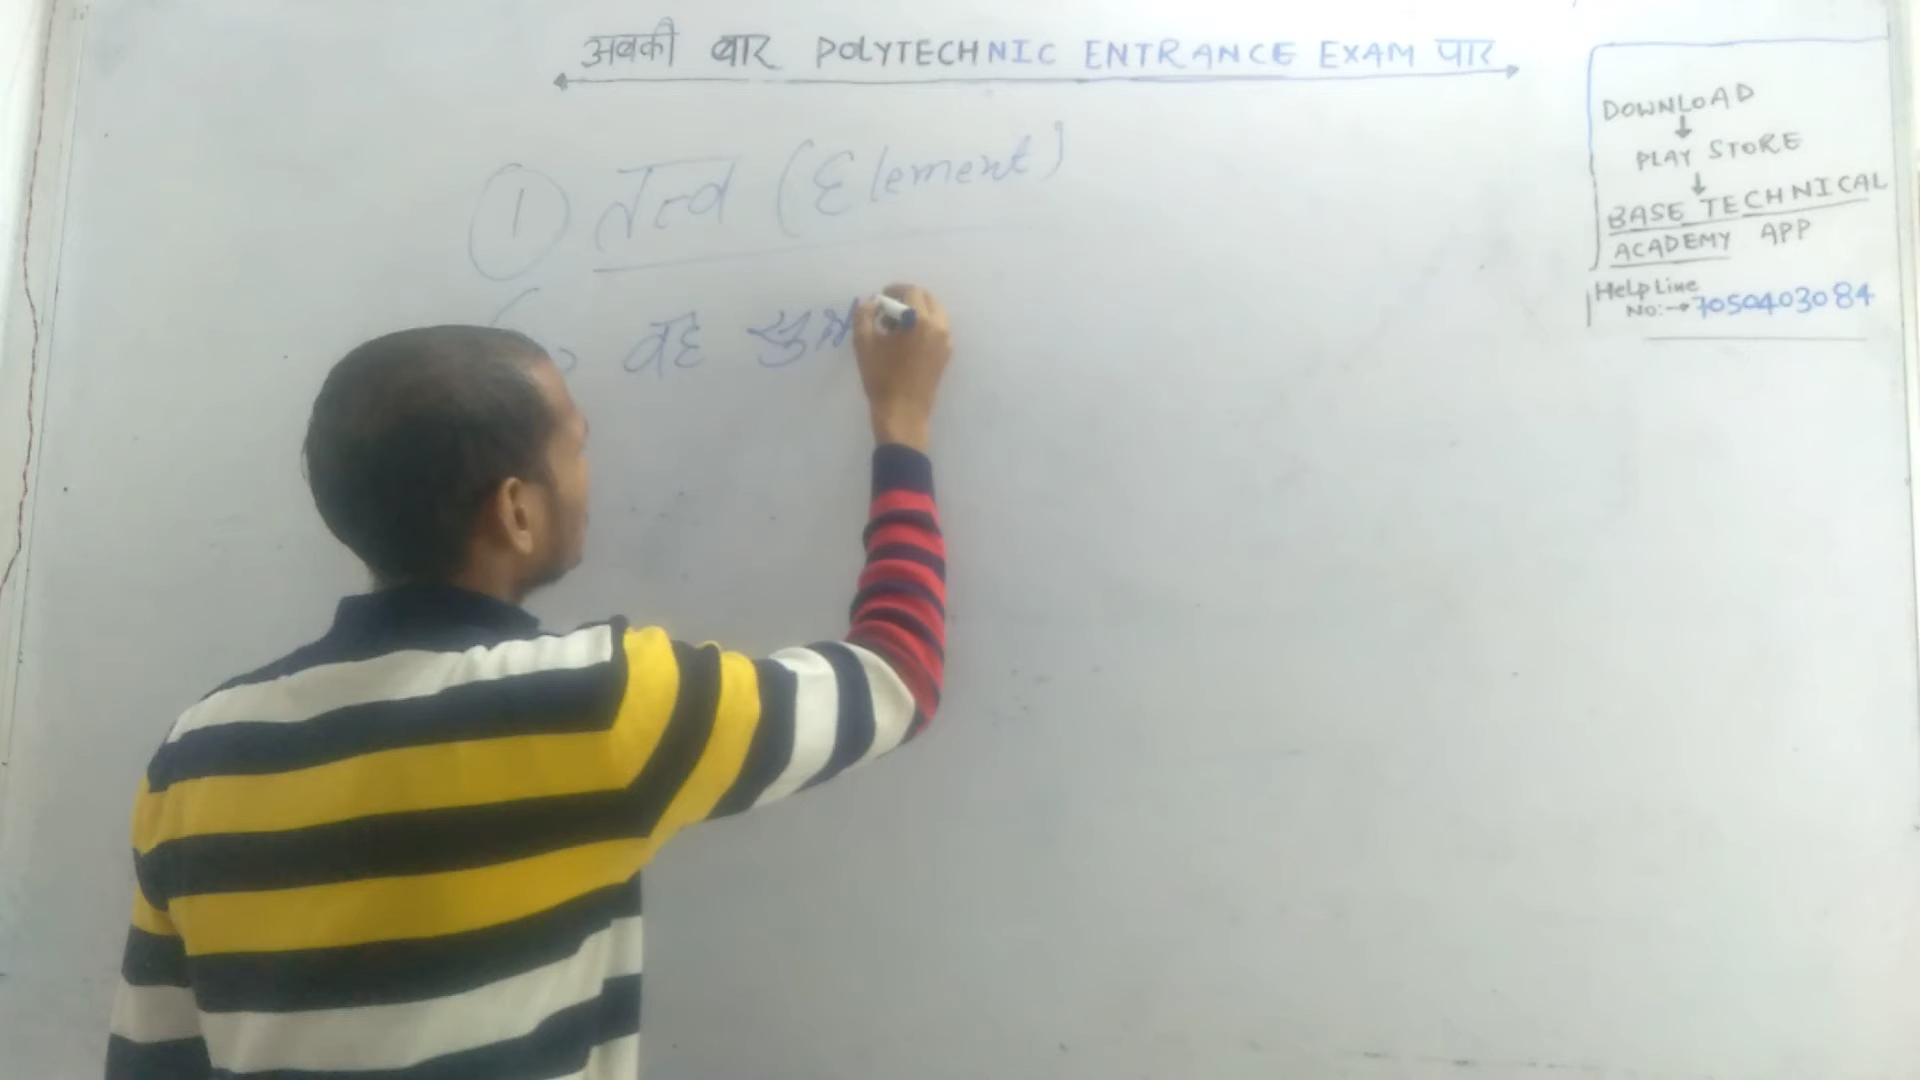 अबकी बार POLYTECHNIC ENTRANCE EXAM पार
① तत्व (Element)
वह
DOWNLOAD
↓
PLAY STORE
↓
BASE TECHNICAL
ACADEMY APP
Help Line
No:→ 7050403084